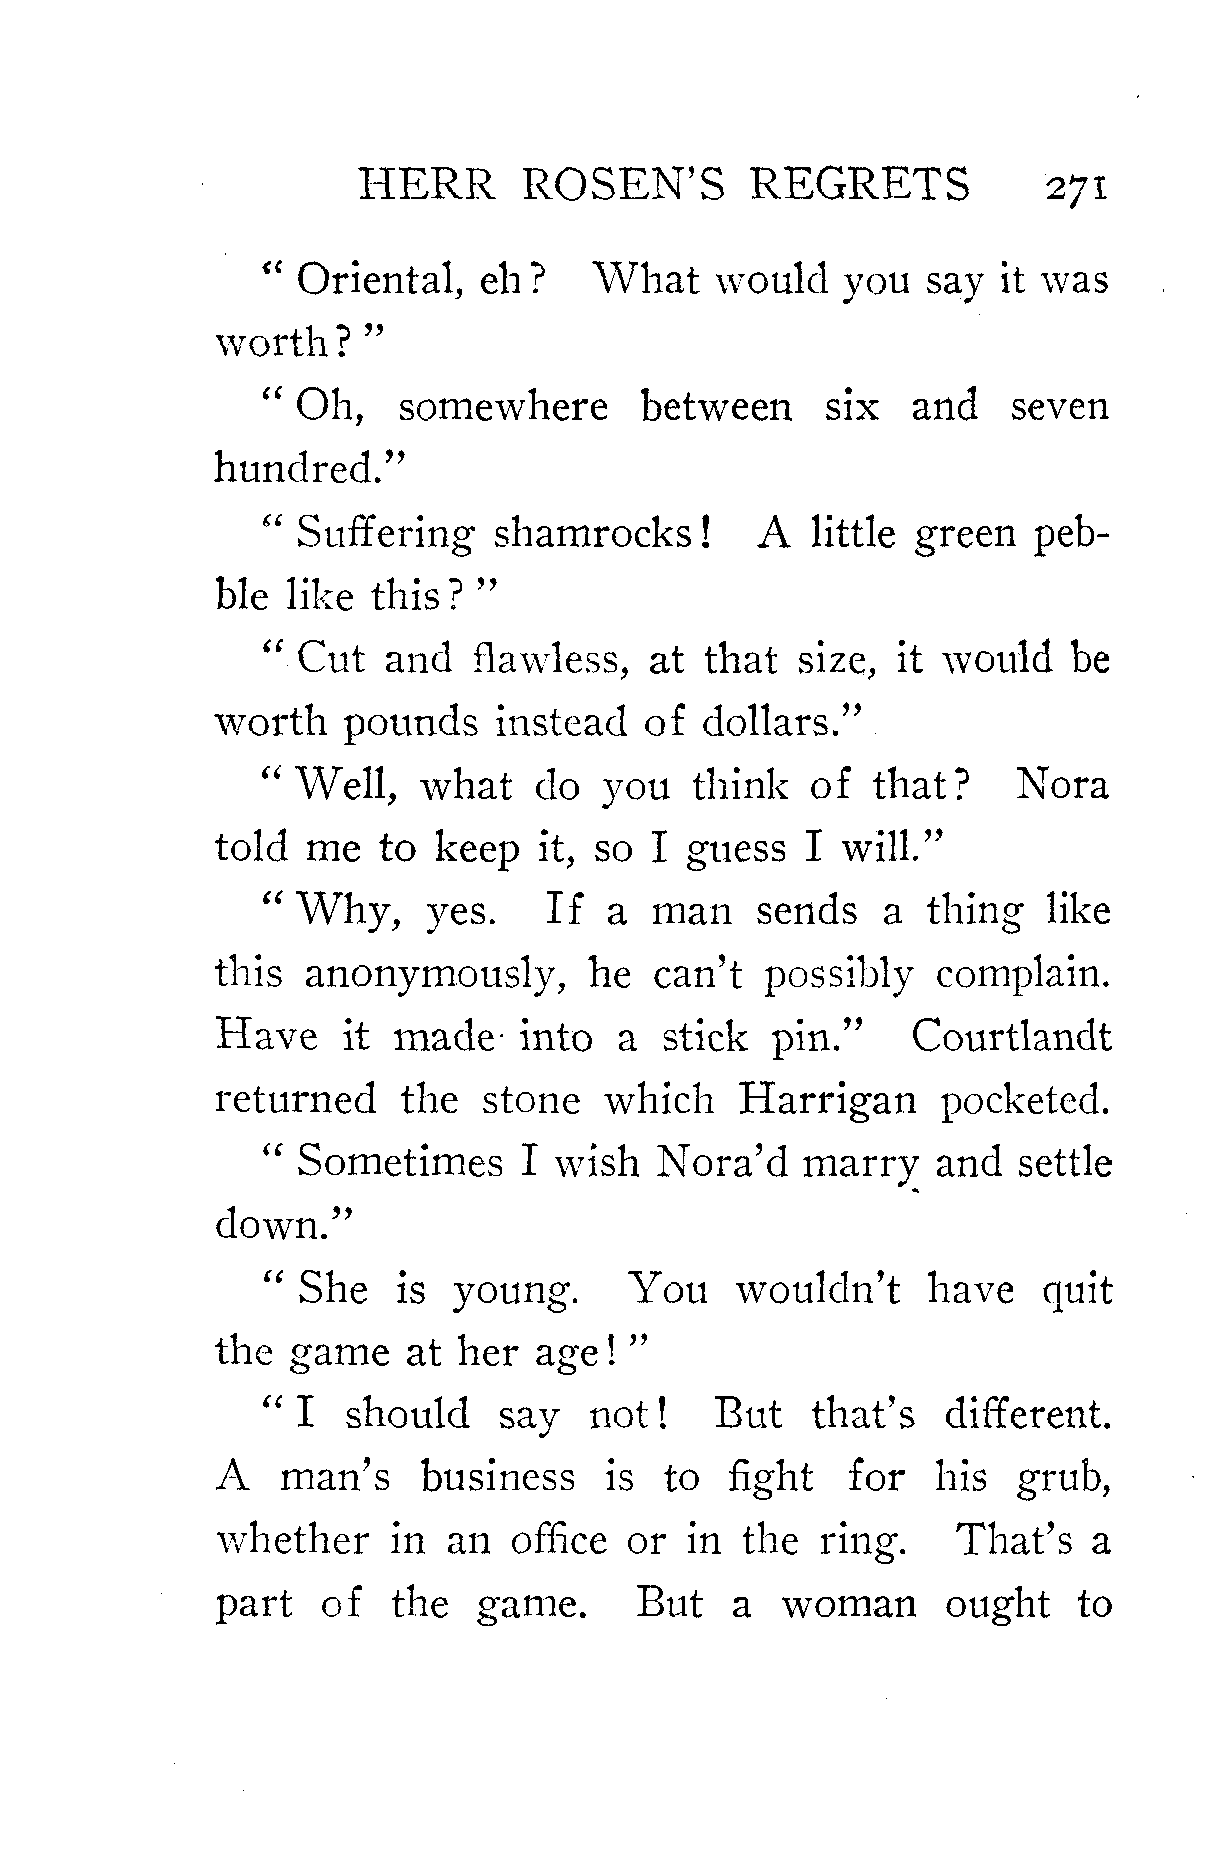 HERR ROSEN'S REGRETS 271
“ Oriental, eh? What would you say it was
worth? ”
“ Oh, somewhere between six and seven
hundred.”
“ Suffering shamrocks! A little green peb-
ble like this? ”
“ Cut and flawless, at that size, it would be
worth pounds instead of dollars.”
“ Well, what do you think of that? Nora
told me to keep it, so I guess I will.”
“ Why, yes. If a man sends a thing like
this anonymously, he can't possibly complain.
Have it made into a stick pin.” Courtlandt
returned the stone which Harrigan pocketed.
“ Sometimes I wish Nora'd marry and settle
down.”
“ She is young. You wouldn't have quit
the game at her age! ”
“ I should say not! But that's different.
A man's business is to fight for his grub,
whether in an office or in the ring. That's a
part of the game. But a woman ought to